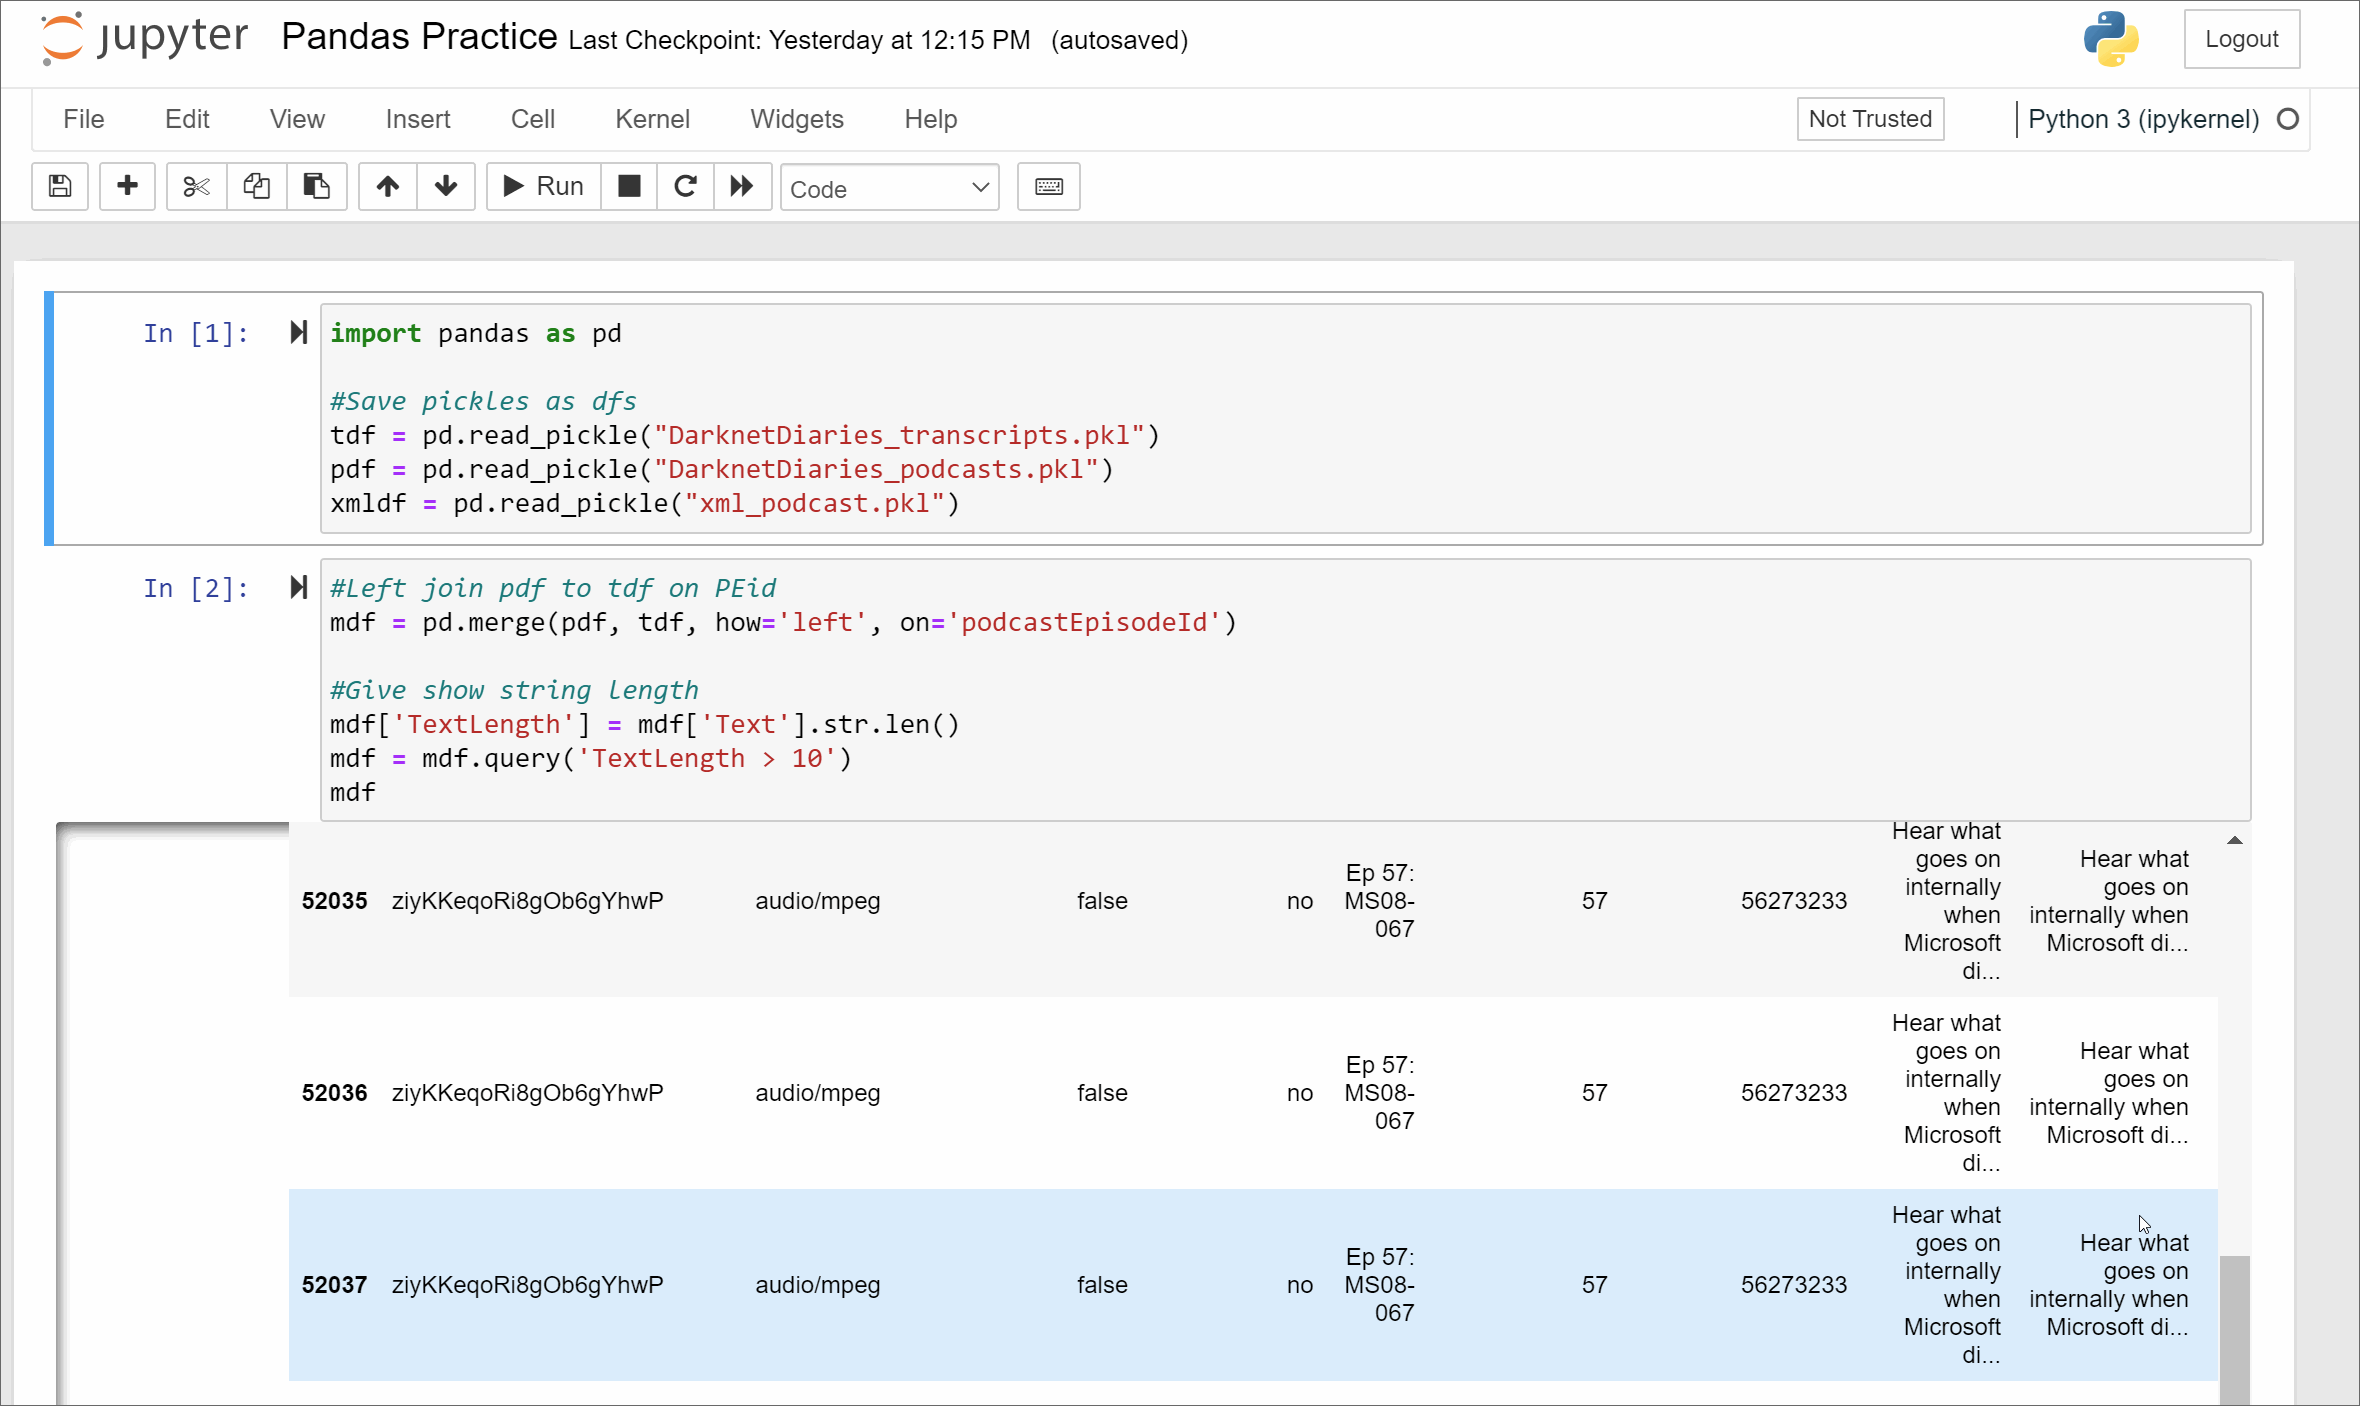 jupyter Pandas Practice Last Checkpoint: Yesterday at 12:15 PM (autosaved)
Logout
File Edit View Insert Cell Kernel Widgets Help
Not Trusted
Python 3 (ipykernel)
Run
Code
In [1]:
import pandas as pd
#Save pickles as dfs
tdf = pd.read_pickle("DarknetDiaries_transcripts.pkl")
pdf = pd.read_pickle("DarknetDiaries_podcasts.pkl")
xmldf = pd.read_pickle("xml_podcast.pkl")
In [2]:
#Left join pdf to tdf on PEid
mdf = pd.merge(pdf, tdf, how='left', on='podcastEpisodeId')
#Give show string length
mdf['TextLength'] = mdf['Text'].str.len()
mdf = mdf.query('TextLength > 10')
mdf
52035 ziyKKeqoRi8gOb6gYhwP audio/mpeg false no
Ep 57:
MS08-
067
57 56273233
Hear what
goes on
internally
when
Microsoft
di...
Hear what
goes on
internally when
Microsoft di...
52036 ziyKKeqoRi8gOb6gYhwP audio/mpeg false no
Ep 57:
MS08-
067
57 56273233
Hear what
goes on
internally
when
Microsoft
di...
Hear what
goes on
internally when
Microsoft di...
52037 ziyKKeqoRi8gOb6gYhwP audio/mpeg false no
Ep 57:
MS08-
067
57 56273233
Hear what
goes on
internally
when
Microsoft
di...
Hear what
goes on
internally when
Microsoft di...